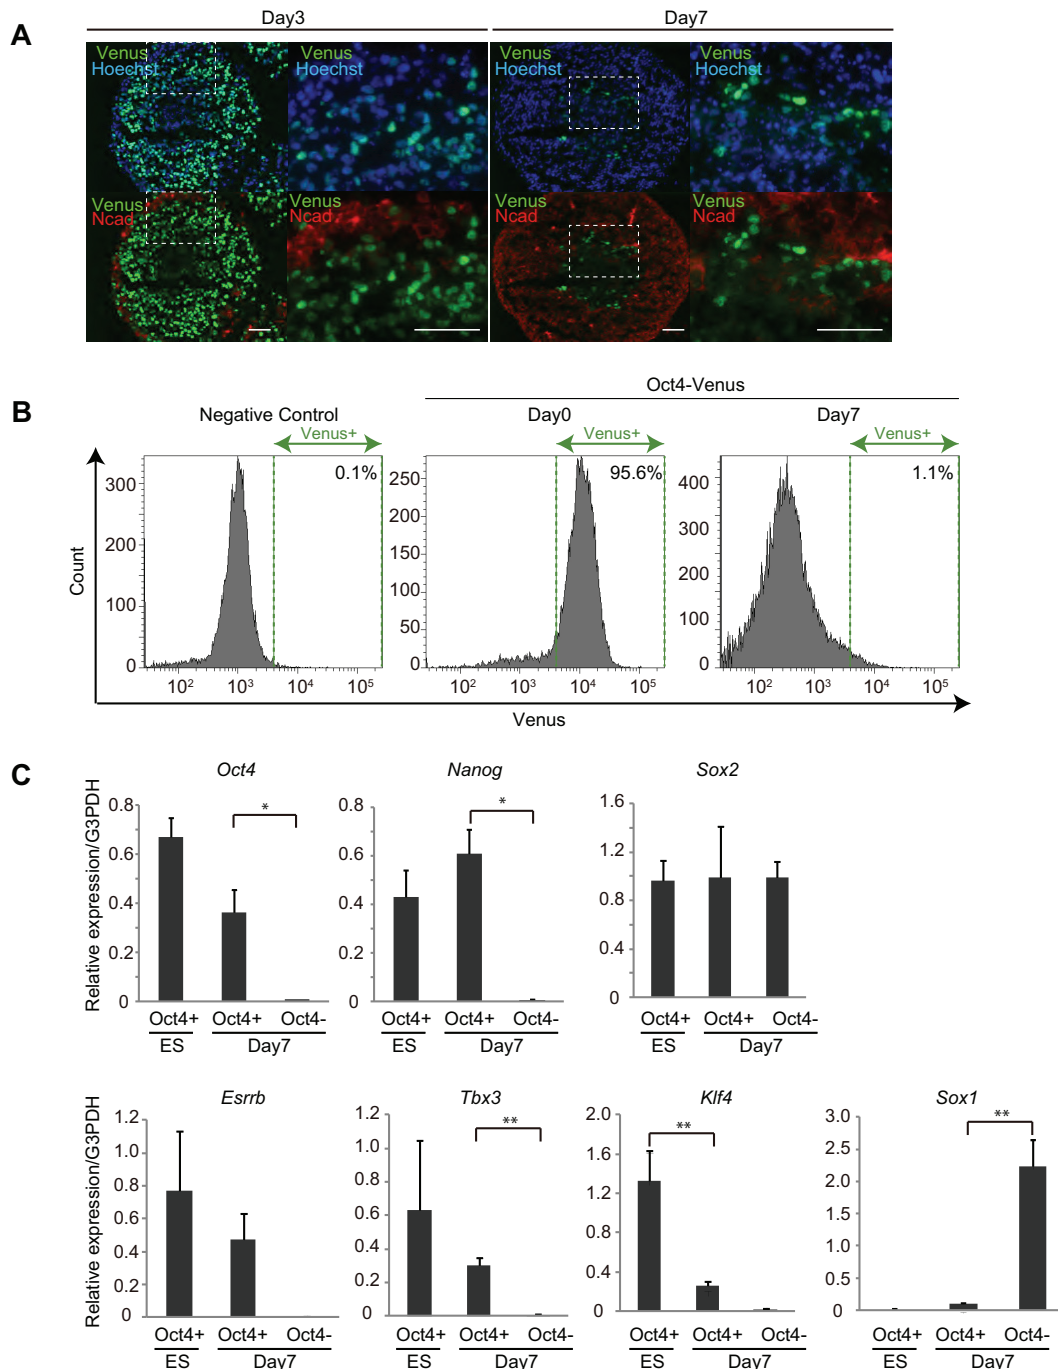 Day3 Day7
A
Venus Venus Venus Venus
Hoechst Hoechst Hoechst Hoechst
Venus Venus Venus Venus
Ncad Ncad Ncad Ncad
Oct4-Venus
B
Negative Control Day0 Day7
Venus+ Venus+ Venus+
0.1% 95.6% 1.1%
Count
300 200 100 0
280 250 200 150 100 50 0
400 300 200 100 0
10² 10³ 10⁴ 10⁵
10² 10³ 10⁴ 10⁵
10² 10³ 10⁴ 10⁵
Venus
C
Oct4 Nanog Sox2
Relative expression/G3PDH
0.8 0.6 0.4 0.2 0
*
Oct4+ Oct4+ Oct4-
ES Day7
0.8 0.6 0.4 0.2 0
*
Oct4+ Oct4+ Oct4-
ES Day7
1.6 1.2 0.8 0.4 0
Oct4+ Oct4+ Oct4-
ES Day7
Esrrb Tbx3 Klf4 Sox1
Relative expression/G3PDH
1.2 1.0 0.8 0.6 0.4 0.2 0
Oct4+ Oct4+ Oct4-
ES Day7
1.2 1.0 0.8 0.6 0.4 0.2 0
**
Oct4+ Oct4+ Oct4-
ES Day7
2.0 1.6 1.2 0.8 0.4 0
**
Oct4+ Oct4+ Oct4-
ES Day7
3.0 2.5 2.0 1.5 1.0 0.5 0
**
Oct4+ Oct4+ Oct4-
ES Day7